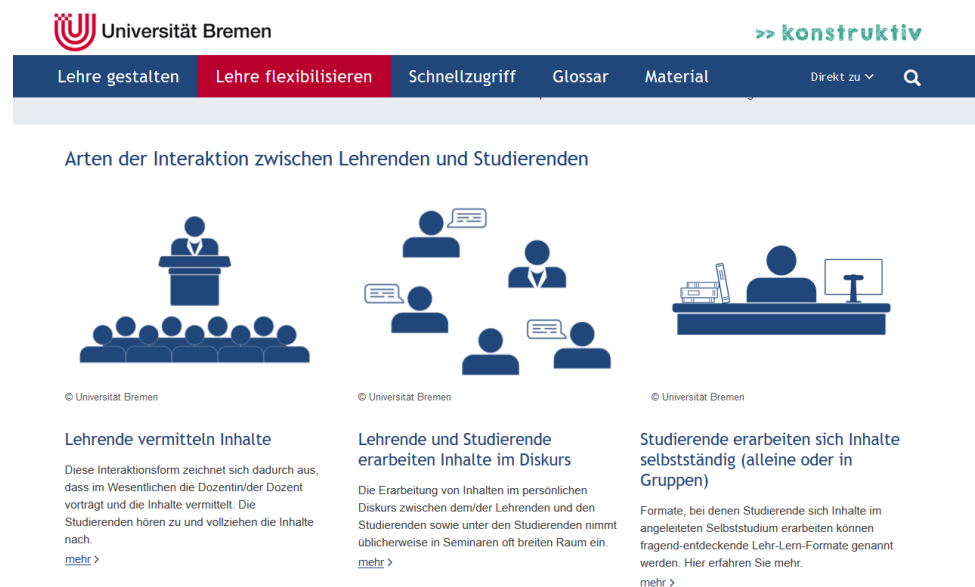 Universität Bremen
>> konstruktiv
Lehre gestalten
Lehre flexibilisieren
Schnellzugriff
Glossar
Material
Direkt zu
Arten der Interaktion zwischen Lehrenden und Studierenden
© Universität Bremen
Lehrende vermitteln Inhalte
Diese Interaktionsform zeichnet sich dadurch aus,
dass im Wesentlichen die Dozentin/der Dozent
vorträgt und die Inhalte vermittelt. Die
Studierenden hören zu und vollziehen die Inhalte
nach.
mehr >
© Universität Bremen
Lehrende und Studierende
erarbeiten Inhalte im Diskurs
Die Erarbeitung von Inhalten im persönlichen
Diskurs zwischen dem/der Lehrenden und den
Studierenden sowie unter den Studierenden nimmt
üblicherweise in Seminaren oft breiten Raum ein.
mehr >
© Universität Bremen
Studierende erarbeiten sich Inhalte
selbstständig (alleine oder in
Gruppen)
Formate, bei denen Studierende sich Inhalte im
angeleiteten Selbststudium erarbeiten können
fragend-entdeckende Lehr-Lern-Formate genannt
werden. Hier erfahren Sie mehr.
mehr >